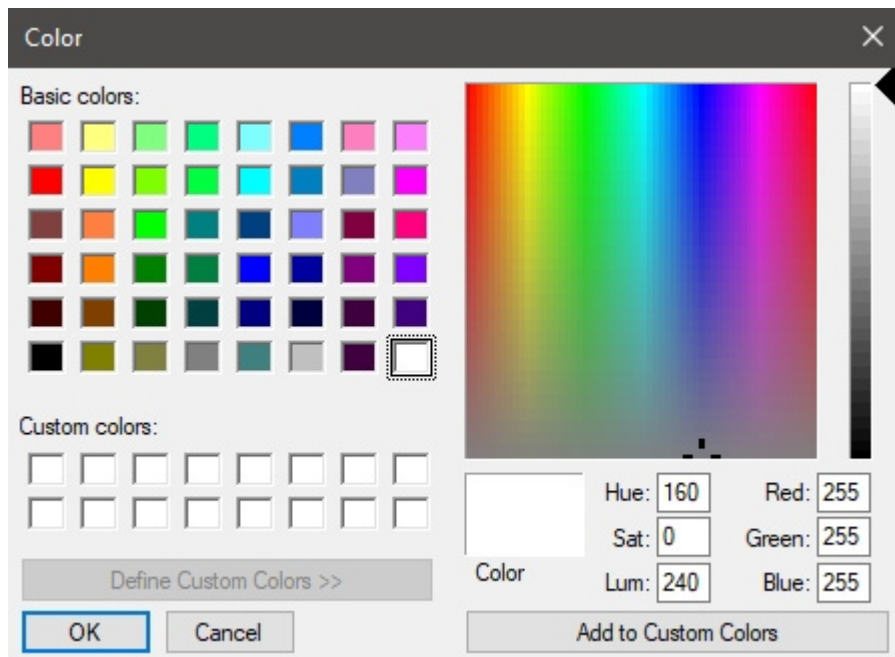 Color
Basic colors:
Custom colors:
Define Custom Colors >>
OK Cancel
Color
Hue: 160 Red: 255
Sat: 0 Green: 255
Lum: 240 Blue: 255
Add to Custom Colors